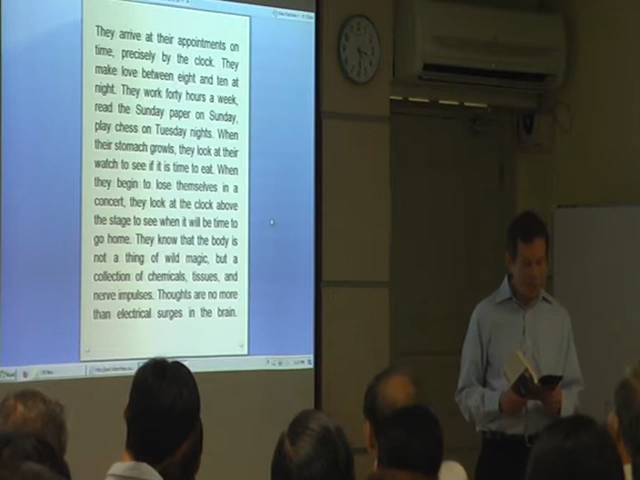 They arrive at their appointments on
time, precisely by the clock. They
make love between eight and ten at
night. They work forty hours a week,
read the Sunday paper on Sunday,
play chess on Tuesday nights. When
their stomach growls, they look at their
watch to see if it is time to eat. When
they begin to lose themselves in a
concert, they look at the clock above
the stage to see when it will be time to
go home. They know that the body is
not a thing of wild magic, but a
collection of chemicals, tissues, and
nerve impulses. Thoughts are no more
than electrical surges in the brain.